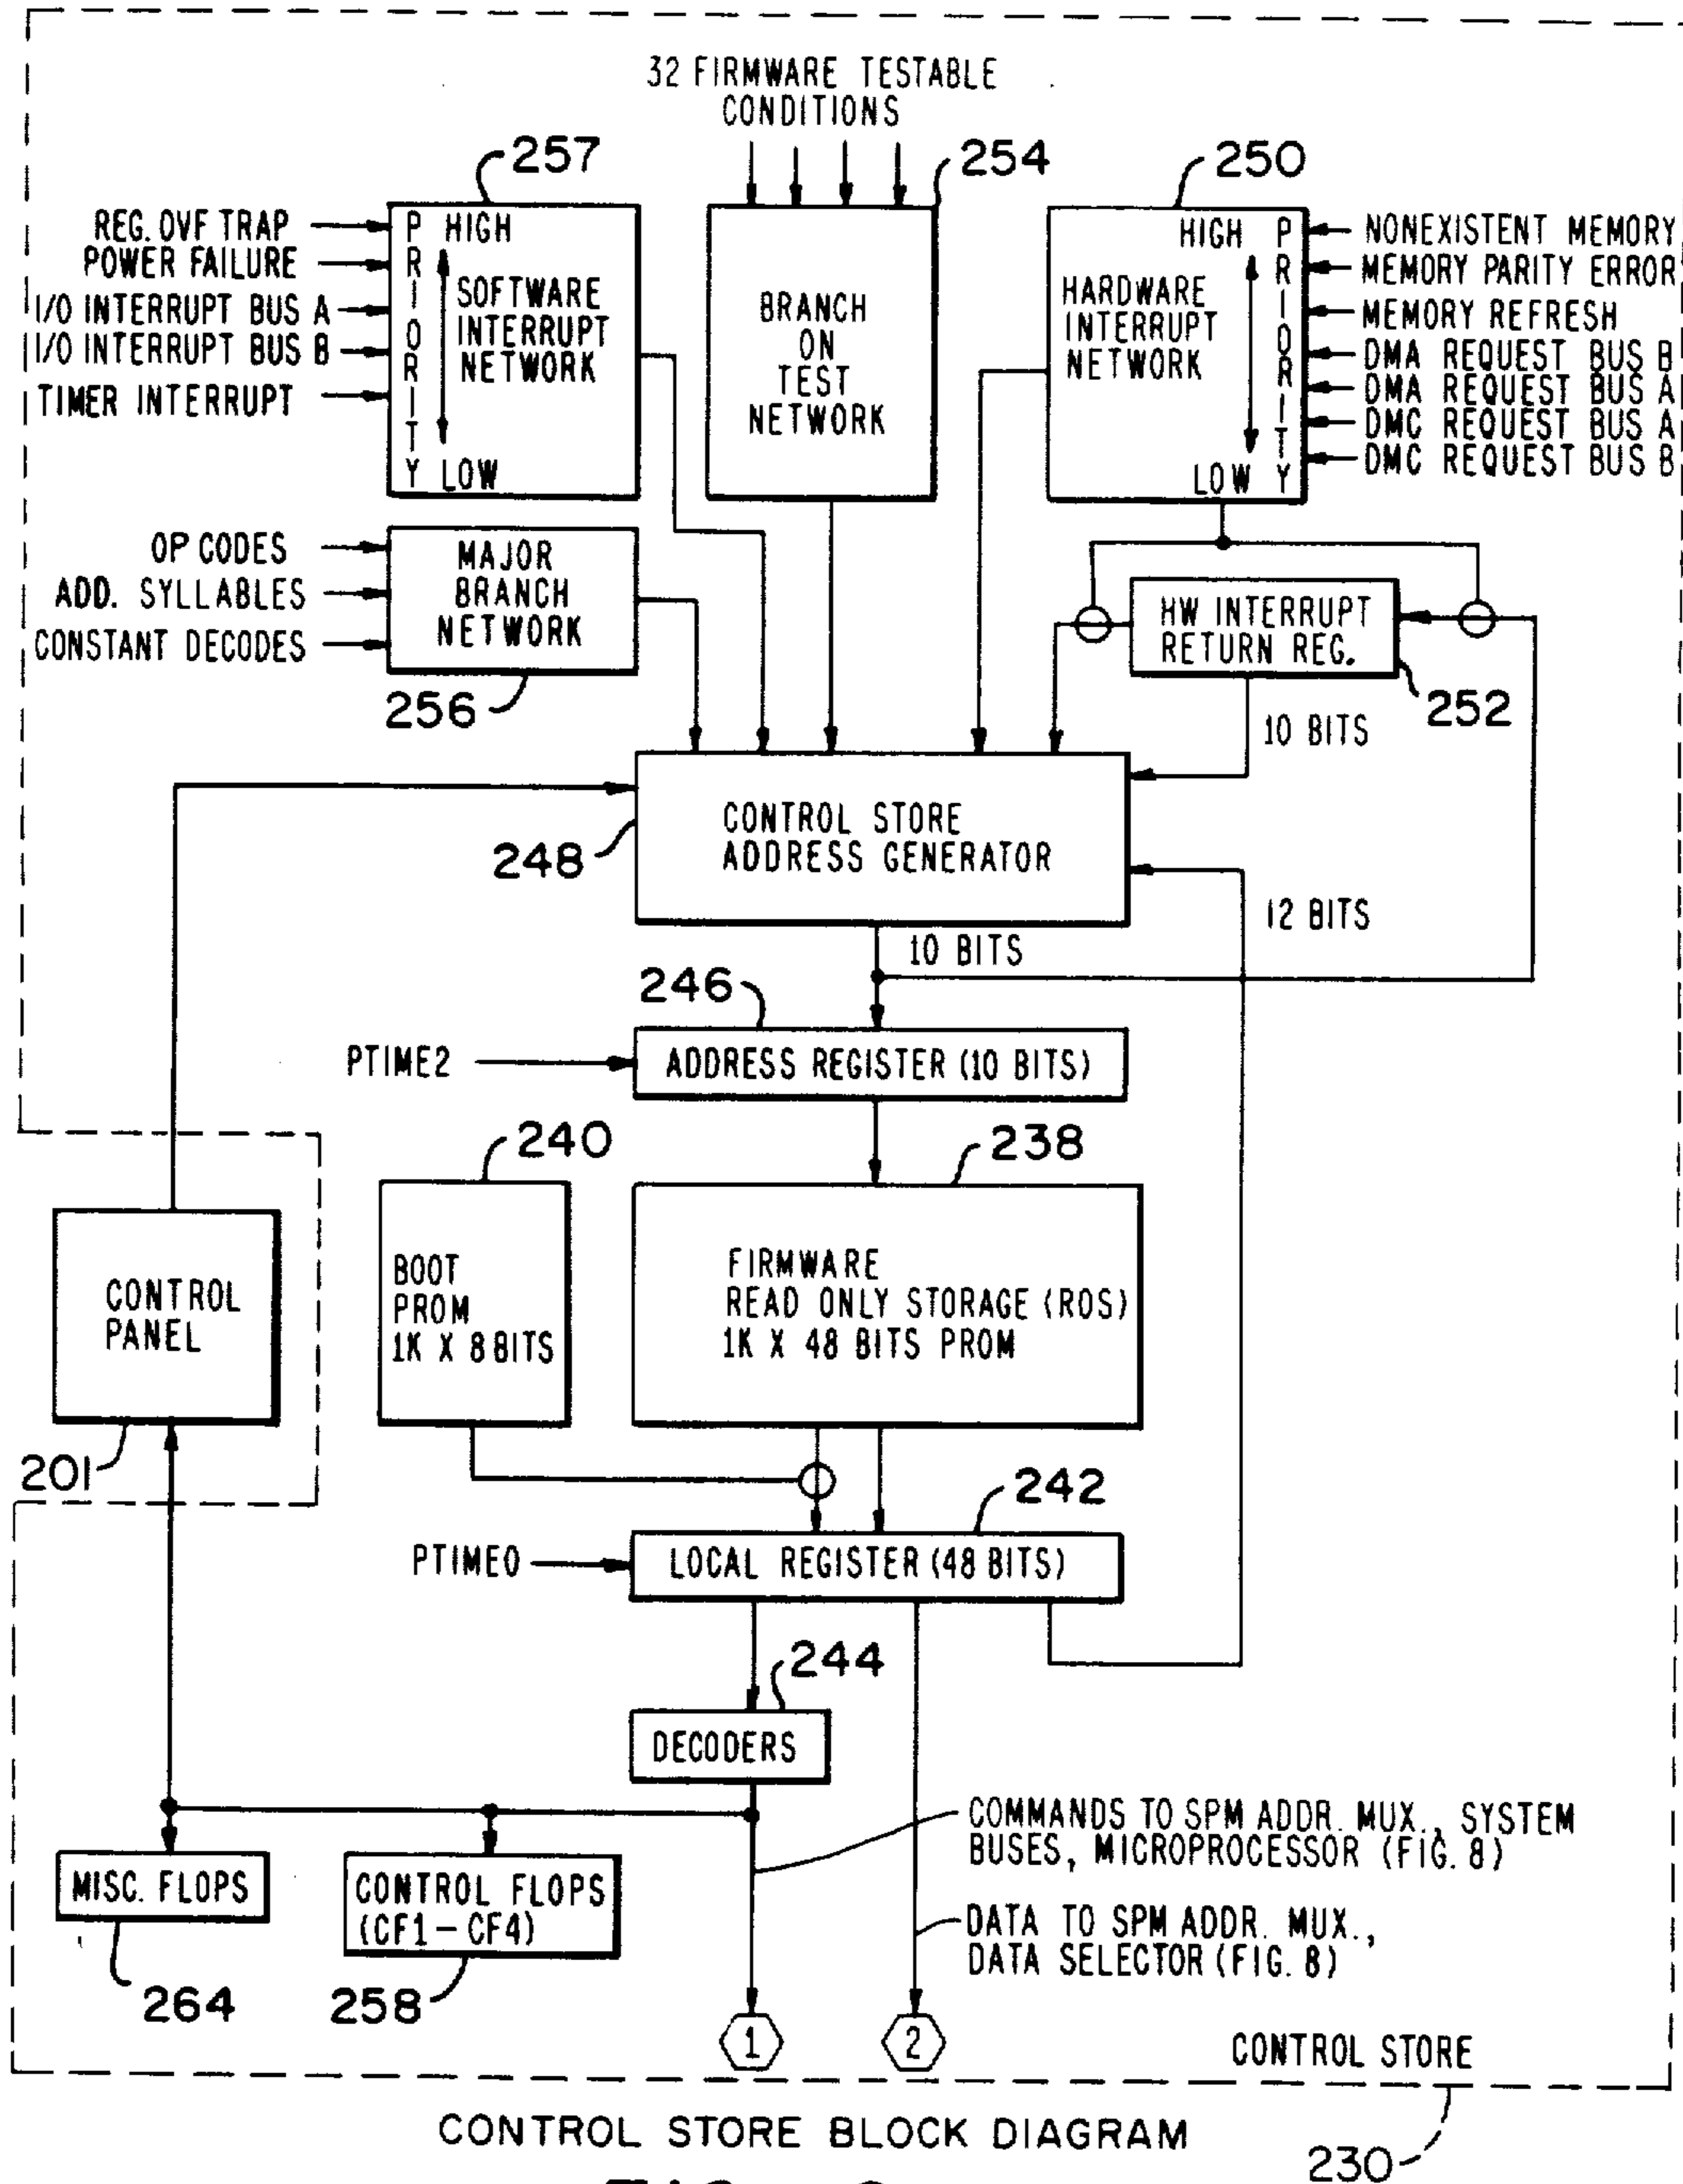 32 FIRMWARE TESTABLE
CONDITIONS
257
254
250
REG. OVF TRAP
POWER FAILURE
I/O INTERRUPT BUS A
I/O INTERRUPT BUS B
TIMER INTERRUPT
PRIORITY
HIGH
SOFTWARE
INTERRUPT
NETWORK
LOW
BRANCH
ON
TEST
NETWORK
HIGH
HARDWARE
INTERRUPT
NETWORK
LOW
PRIORITY
NONEXISTENT MEMORY
MEMORY PARITY ERROR
MEMORY REFRESH
DMA REQUEST BUS B
DMA REQUEST BUS A
DMC REQUEST BUS A
DMC REQUEST BUS B
OP CODES
ADD. SYLLABLES
CONSTANT DECODES
MAJOR
BRANCH
NETWORK
256
HW INTERRUPT
RETURN REG.
252
10 BITS
CONTROL STORE
ADDRESS GENERATOR
248
12 BITS
10 BITS
246
PTIME2
ADDRESS REGISTER (10 BITS)
240
238
BOOT
PROM
1K X 8 BITS
FIRMWARE
READ ONLY STORAGE (ROS)
1K X 48 BITS PROM
CONTROL
PANEL
201
242
PTIME0
LOCAL REGISTER (48 BITS)
244
DECODERS
COMMANDS TO SPM ADDR. MUX., SYSTEM
BUSES, MICROPROCESSOR (FIG. 8)
MISC. FLOPS
264
CONTROL FLOPS
(CF1-CF4)
258
DATA TO SPM ADDR. MUX.,
DATA SELECTOR (FIG. 8)
1
2
CONTROL STORE
CONTROL STORE BLOCK DIAGRAM
230